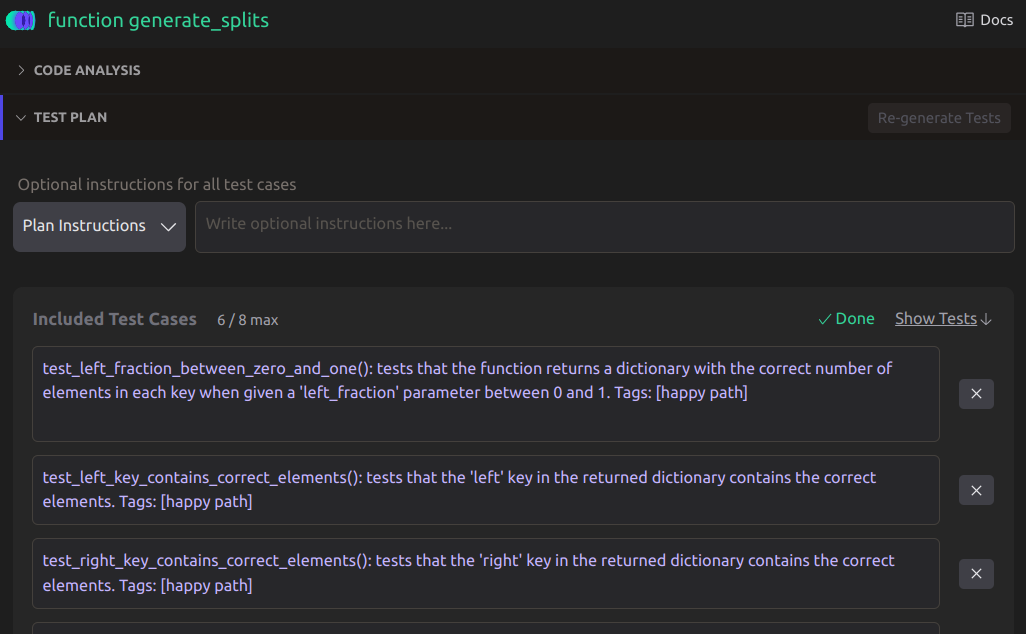 function generate_splits
Docs
CODE ANALYSIS
TEST PLAN
Re-generate Tests
Optional instructions for all test cases
Plan Instructions
Write optional instructions here...
Included Test Cases 6 / 8 max
Done Show Tests
test_left_fraction_between_zero_and_one(): tests that the function returns a dictionary with the correct number of
elements in each key when given a 'left_fraction' parameter between 0 and 1. Tags: [happy path]
test_left_key_contains_correct_elements(): tests that the 'left' key in the returned dictionary contains the correct
elements. Tags: [happy path]
test_right_key_contains_correct_elements(): tests that the 'right' key in the returned dictionary contains the correct
elements. Tags: [happy path]